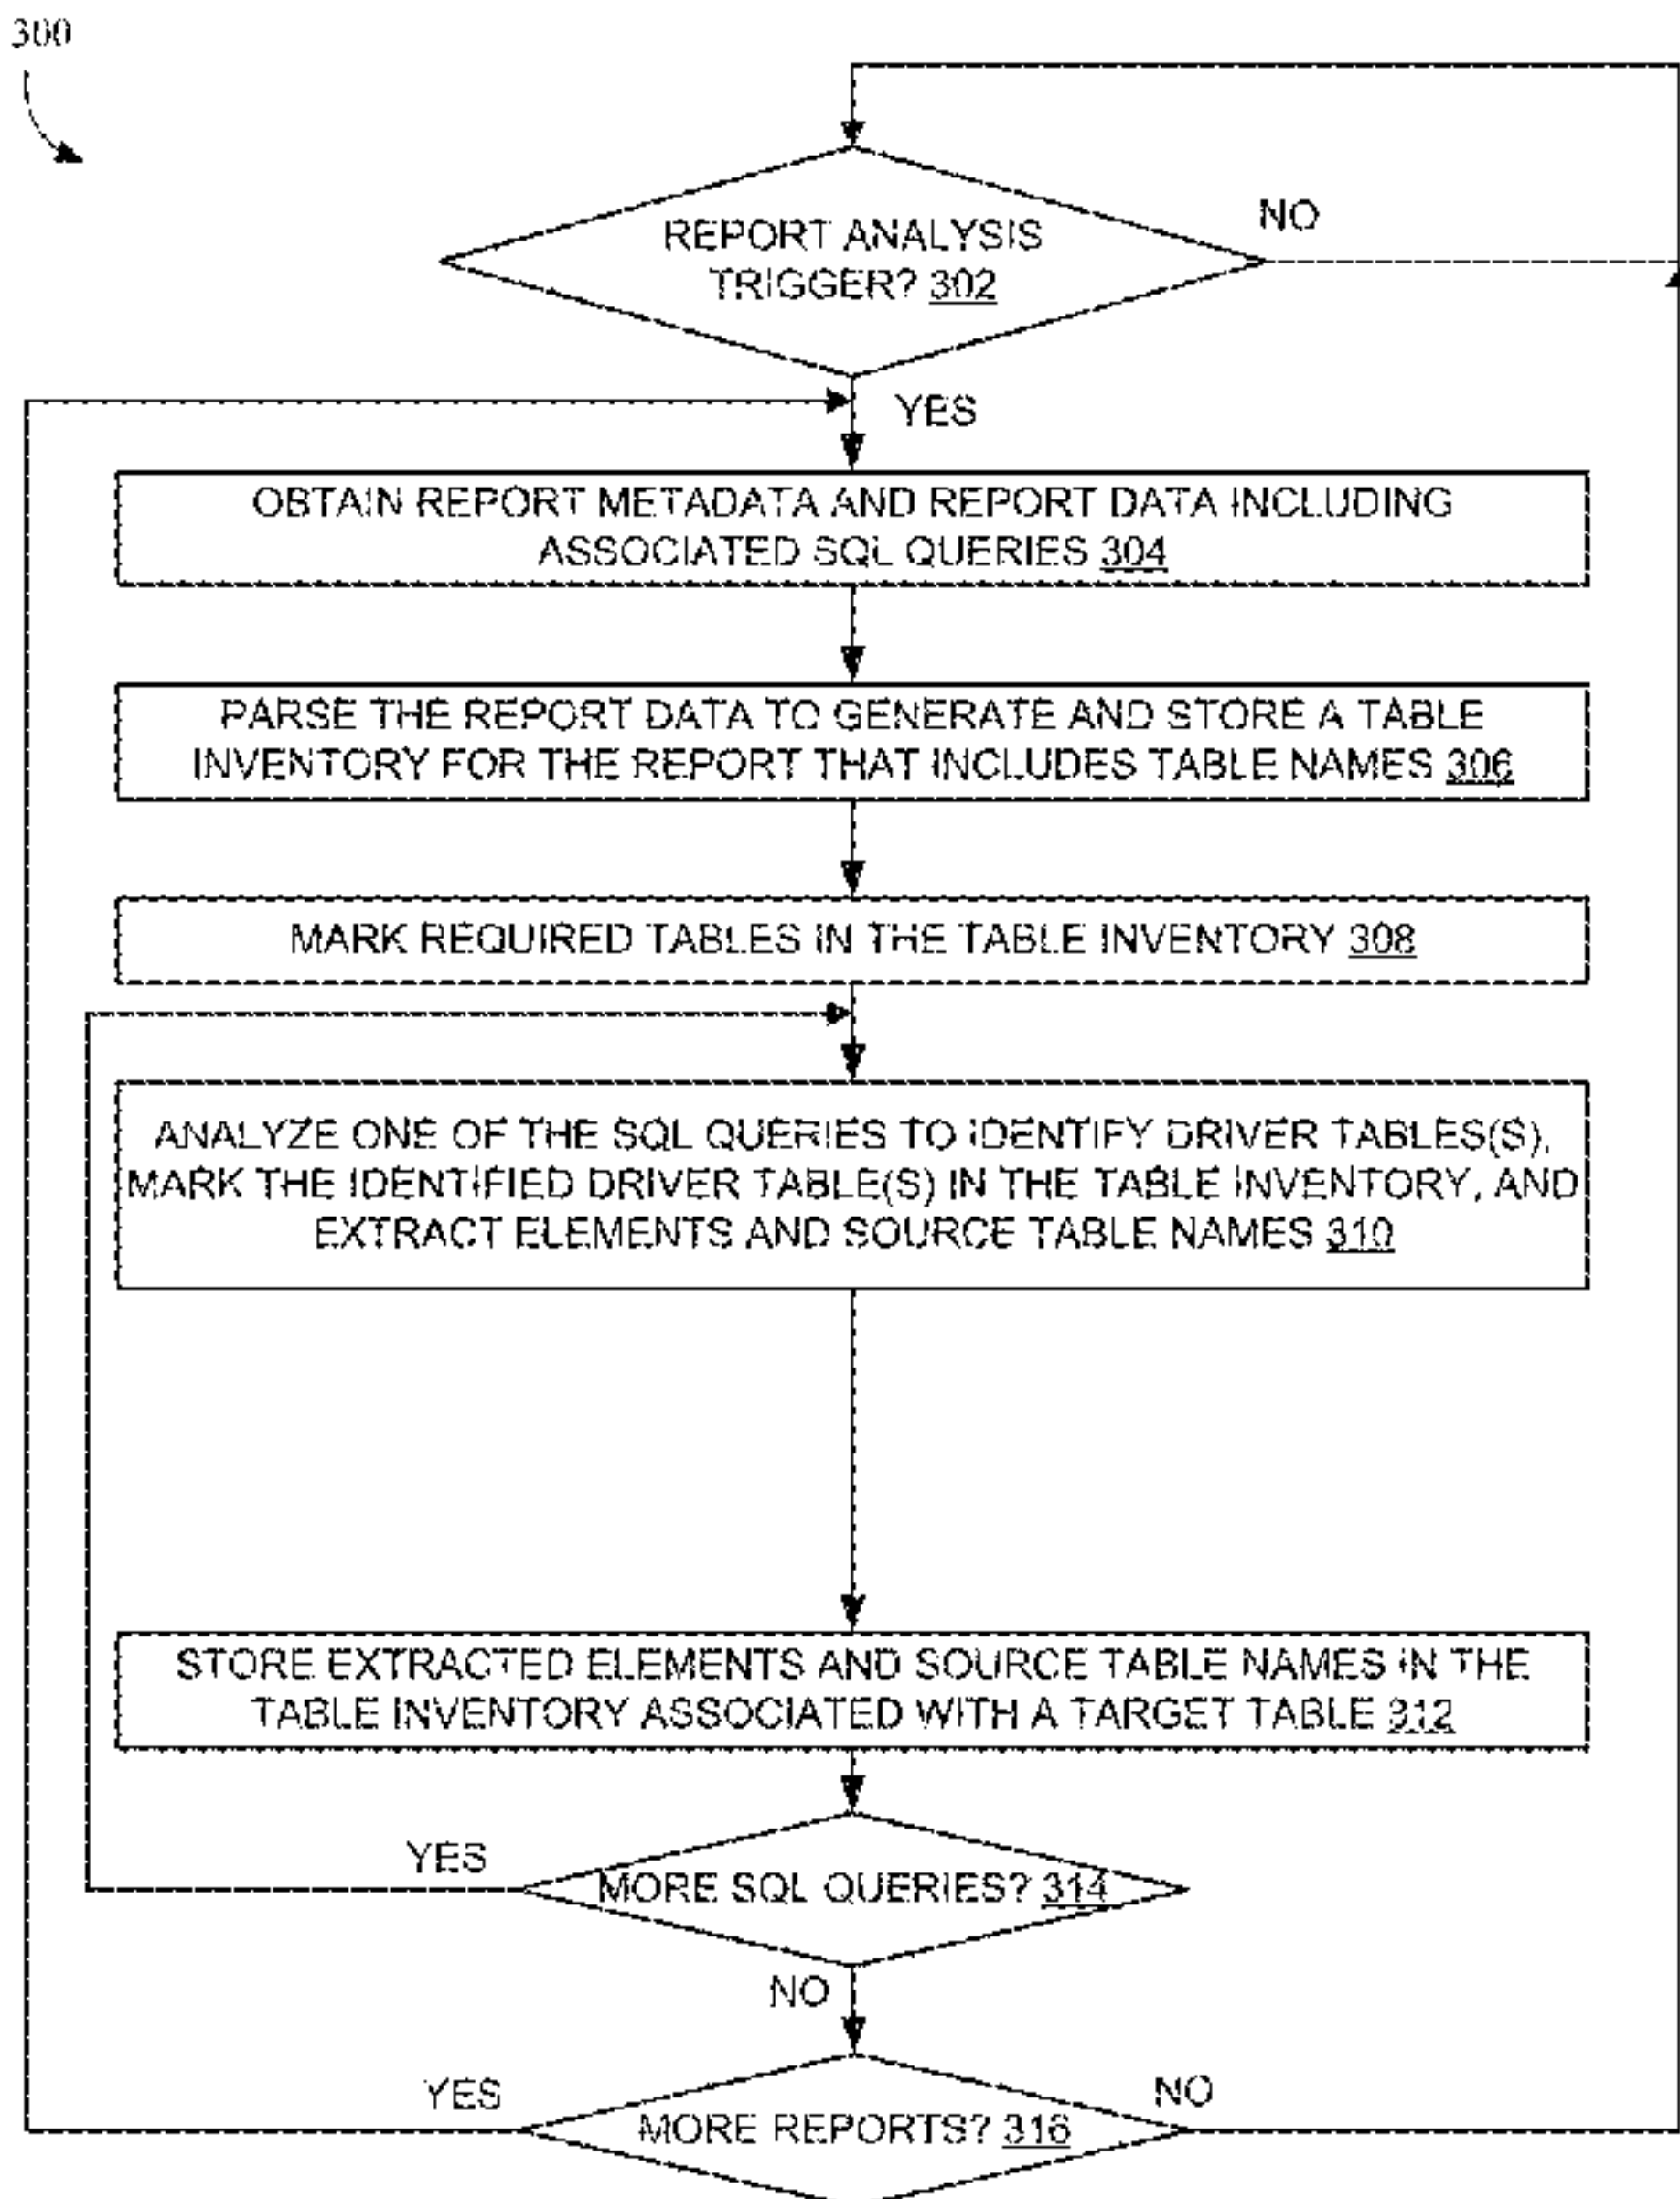 300
REPORT ANALYSIS
TRIGGER? 302
NO
YES
OBTAIN REPORT METADATA AND REPORT DATA INCLUDING
ASSOCIATED SQL QUERIES 304
PARSE THE REPORT DATA TO GENERATE AND STORE A TABLE
INVENTORY FOR THE REPORT THAT INCLUDES TABLE NAMES 306
MARK REQUIRED TABLES IN THE TABLE INVENTORY 308
ANALYZE ONE OF THE SQL QUERIES TO IDENTIFY DRIVER TABLES(S),
MARK THE IDENTIFIED DRIVER TABLE(S) IN THE TABLE INVENTORY, AND
EXTRACT ELEMENTS AND SOURCE TABLE NAMES 310
STORE EXTRACTED ELEMENTS AND SOURCE TABLE NAMES IN THE
TABLE INVENTORY ASSOCIATED WITH A TARGET TABLE 312
YES
MORE SQL QUERIES? 314
NO
YES
NO
MORE REPORTS? 316